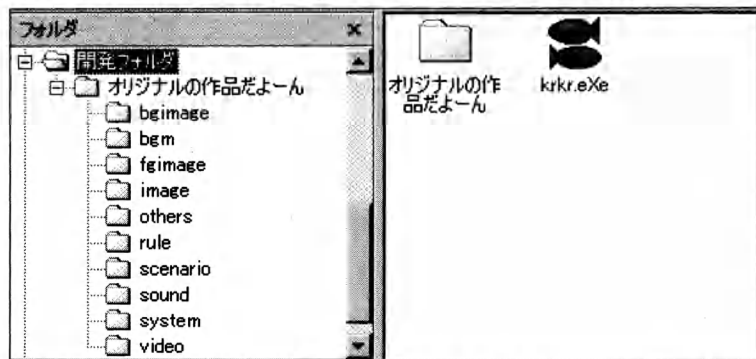 フォルダ
開発フォルダ
オリジナルの作品だよーん
bgimage
bgm
fgimage
image
others
rule
scenario
sound
system
video
オリジナルの作
品だよーん
krkr.eXe